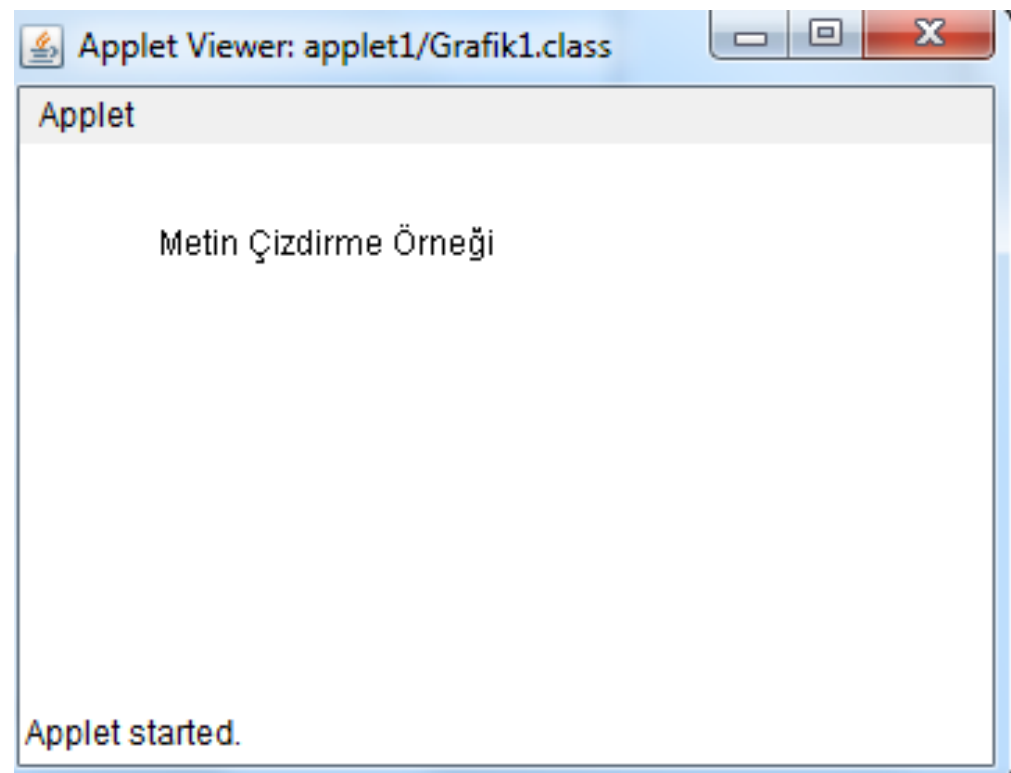 Applet Viewer: applet1/Grafik1.class
Applet
Metin Çizdirme Örneği
Applet started.